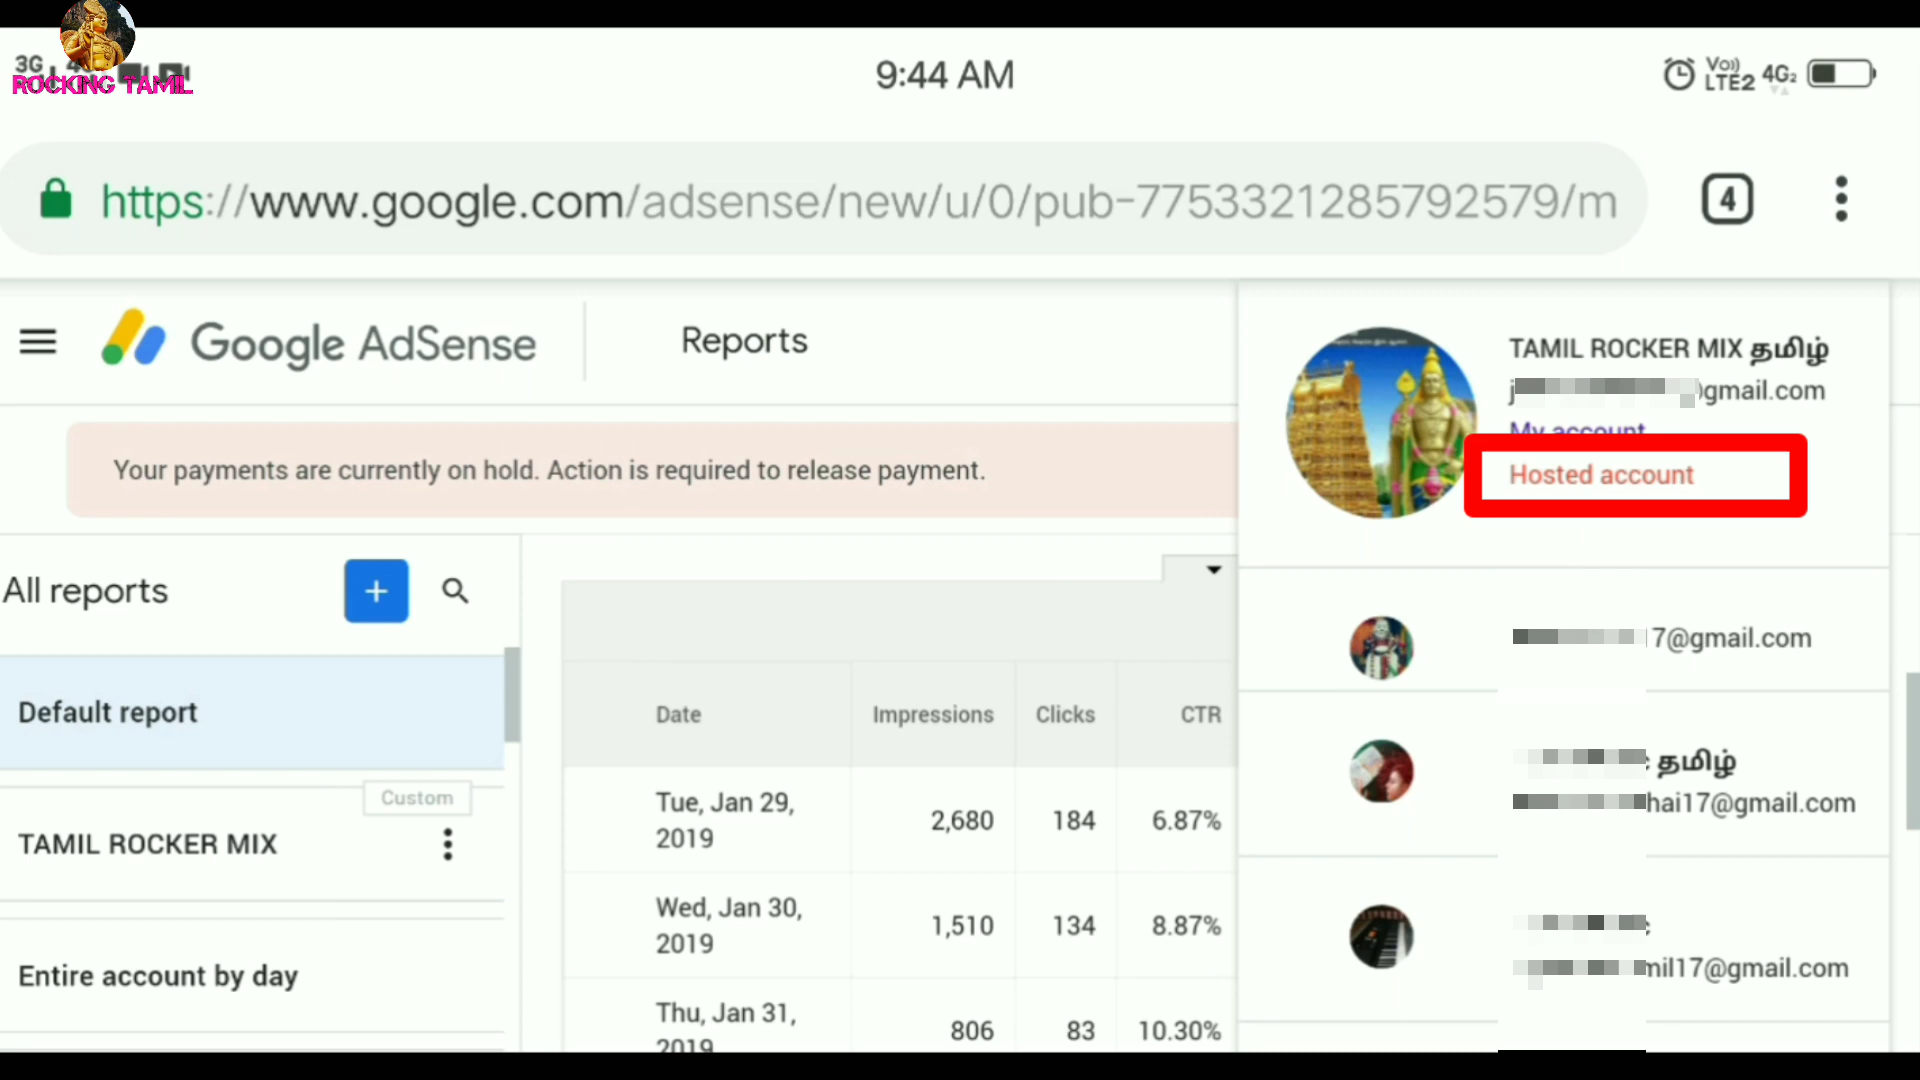 3G
ROCKING TAMIL
9:44 AM
Vo))
LTE2
4G2
https://www.google.com/adsense/new/u/0/pub-7753321285792579/m
4
Google AdSense
Reports
TAMIL ROCKER MIX தமிழ்
@gmail.com
My account
Hosted account
Your payments are currently on hold. Action is required to release payment.
All reports
+
7@gmail.com
Default report
Date Impressions Clicks CTR
தமிழ்
hai17@gmail.com
Custom
TAMIL ROCKER MIX
Tue, Jan 29,
2019
2,680 184 6.87%
Wed, Jan 30,
2019
1,510 134 8.87%
mil17@gmail.com
Entire account by day
Thu, Jan 31,
2019
806 83 10.30%